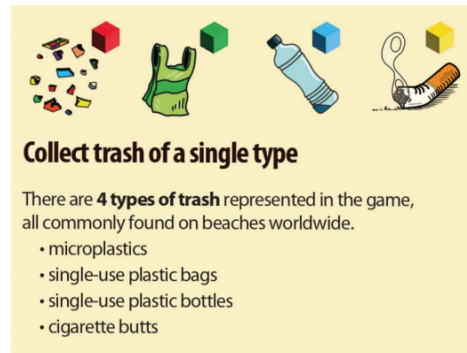 Collect trash of a single type
There are 4 types of trash represented in the game,
all commonly found on beaches worldwide.
• microplastics
• single-use plastic bags
• single-use plastic bottles
• cigarette butts